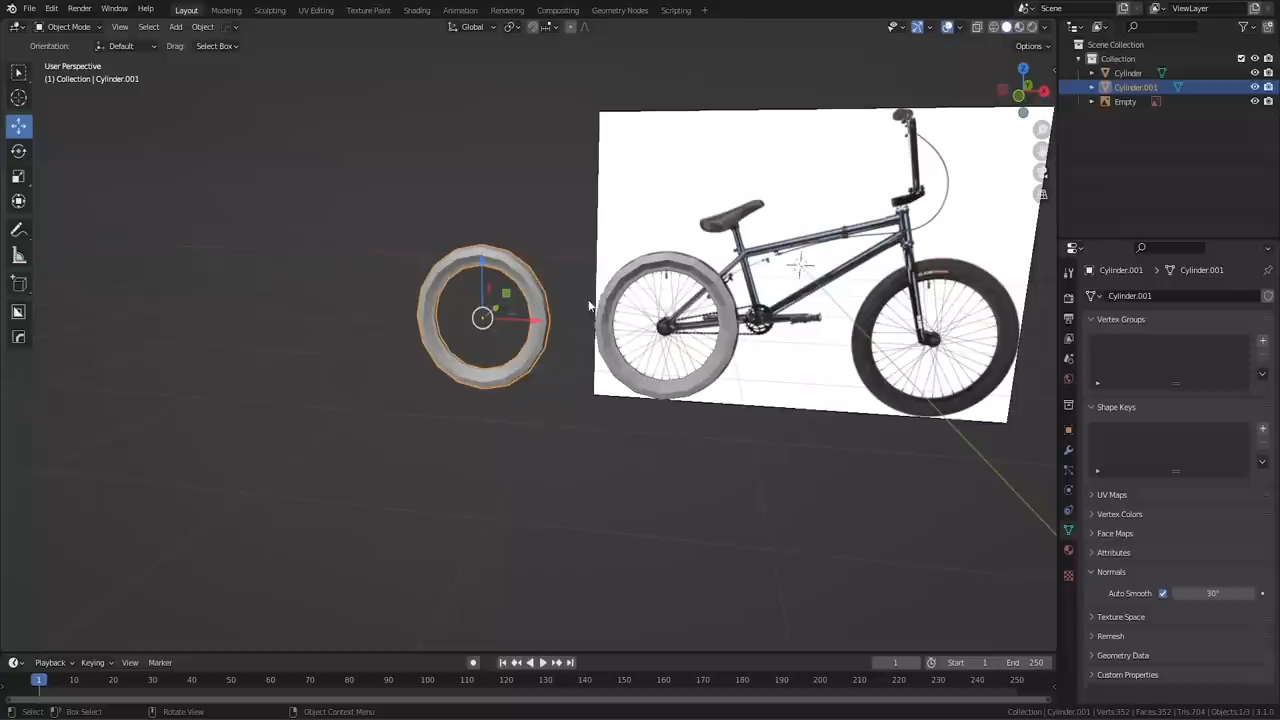 File Edit Render Window Help Layout Modeling Sculpting UV Editing Texture Paint Shading Animation Rendering Compositing Geometry Nodes Scripting + Scene ViewLayer
Object Mode View Select Add Object Global
Orientation: Default Drag: Select Box Options
User Perspective
(1) Collection | Cylinder.001
Z
X
Y
Scene Collection
Collection
Cylinder
Cylinder.001
Empty
Cylinder.001 > Cylinder.001
Cylinder.001
Vertex Groups
Shape Keys
UV Maps
Vertex Colors
Face Maps
Attributes
Normals
Auto Smooth 30°
Texture Space
Remesh
Geometry Data
Custom Properties
Playback Keying View Marker 1 Start 1 End 250
1 10 20 30 40 50 60 70 80 90 100 110 120 130 140 150 160 170 180 190 200 210 220 230 240 250
Select Box Select Rotate View Object Context Menu Collection | Cylinder.001 | Verts:352 | Faces:352 | Tris:704 | Objects:1/3 | 3.1.0